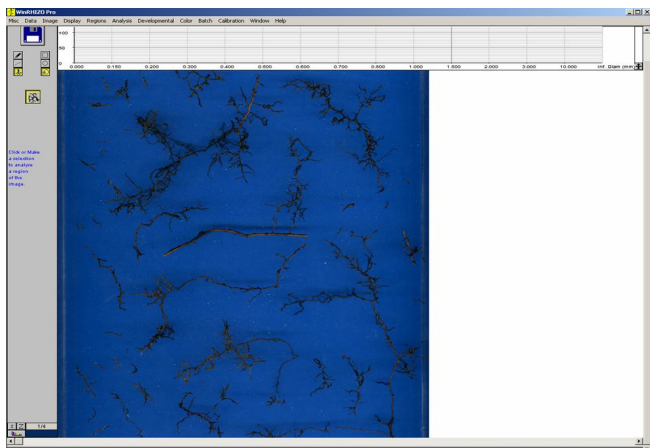 WinRHIZO Pro
Misc Data Image Display Regions Analysis Developmental Color Batch Calibration Window Help
100
50
0
0.000 0.100 0.200 0.300 0.400 0.500 0.600 0.700 0.800 1.000 1.500 2.000 3.000 10.000 inf. Diam (mm)
Click or Make
a selection
to analyze
a region
of the
image.
1/4